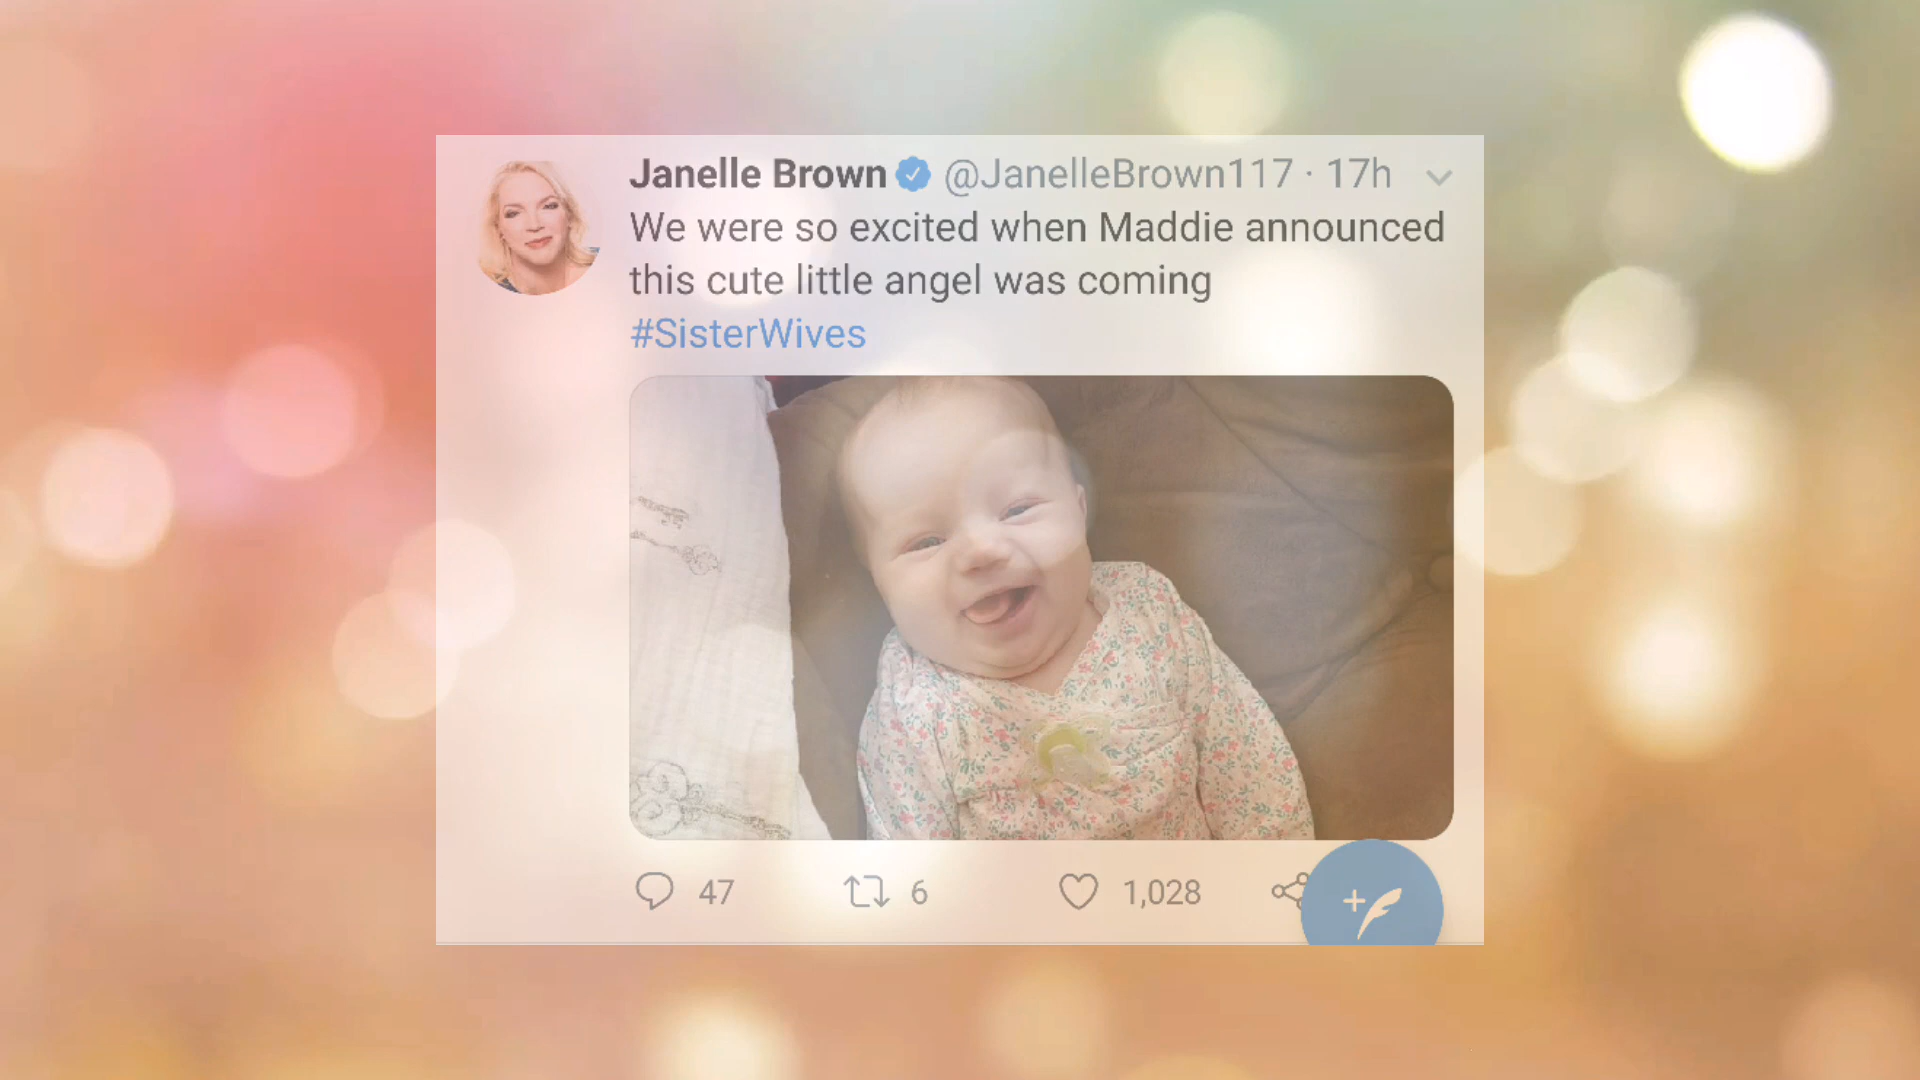 Janelle Brown @JanelleBrown117 · 17h
We were so excited when Maddie announced
this cute little angel was coming
#SisterWives
47 6 1,028